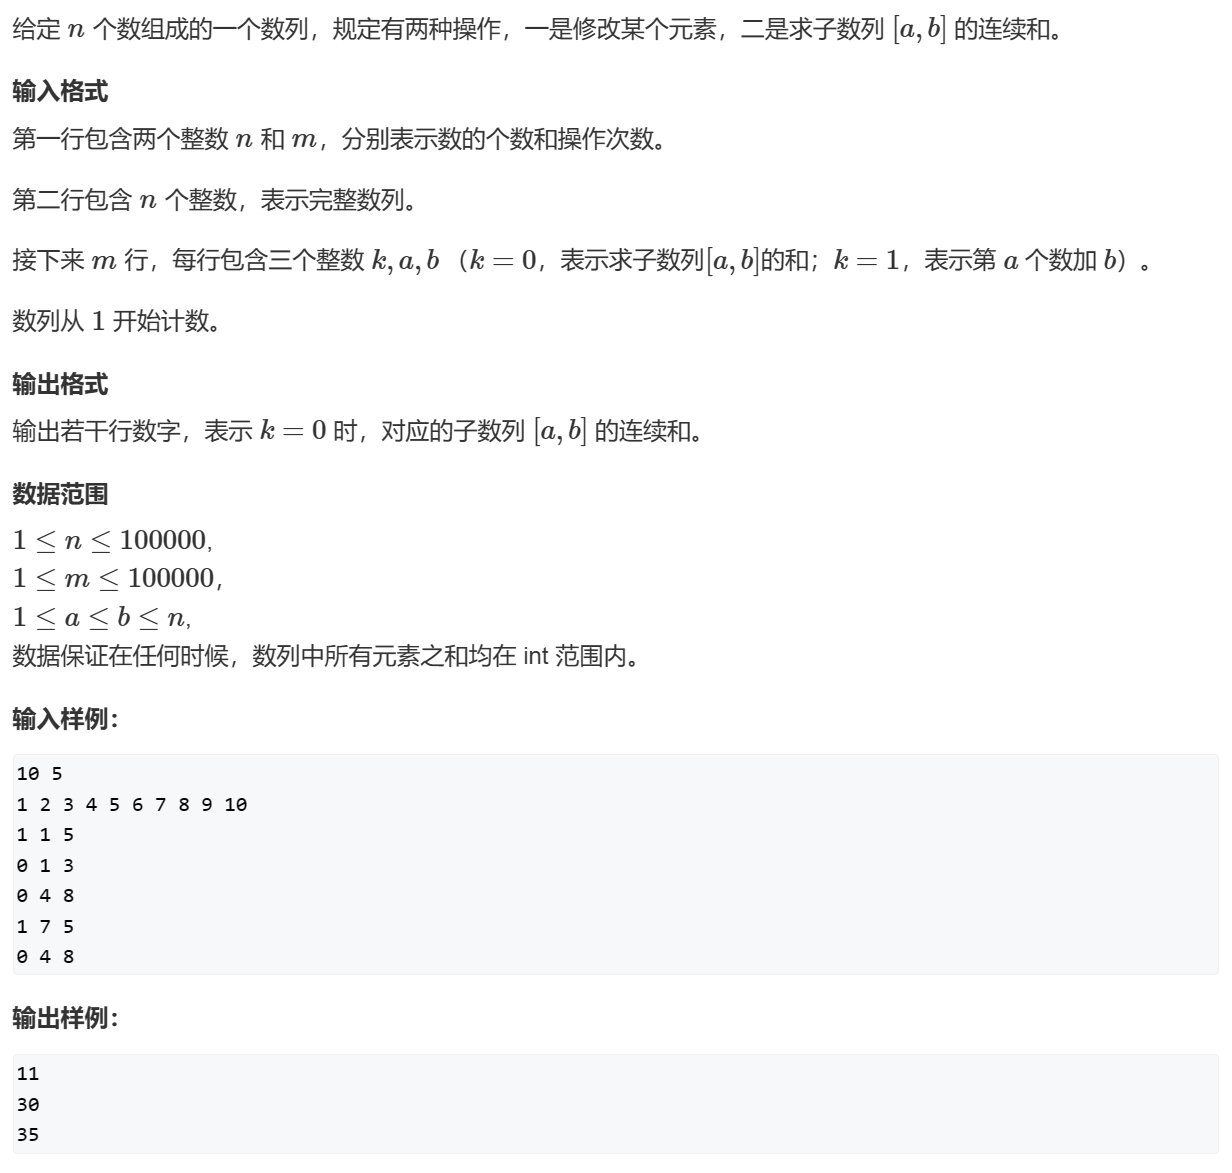 给定 n 个数组成的一个数列，规定有两种操作，一是修改某个元素，二是求子数列 [a, b] 的连续和。
输入格式
第一行包含两个整数 n 和 m，分别表示数的个数和操作次数。
第二行包含 n 个整数，表示完整数列。
接下来 m 行，每行包含三个整数 k, a, b （k = 0，表示求子数列[a, b]的和；k = 1，表示第 a 个数加 b）。
数列从 1 开始计数。
输出格式
输出若干行数字，表示 k = 0 时，对应的子数列 [a, b] 的连续和。
数据范围
1 ≤ n ≤ 100000,
1 ≤ m ≤ 100000，
1 ≤ a ≤ b ≤ n,
数据保证在任何时候，数列中所有元素之和均在 int 范围内。
输入样例：
10 5
1 2 3 4 5 6 7 8 9 10
1 1 5
0 1 3
0 4 8
1 7 5
0 4 8
输出样例：
11
30
35